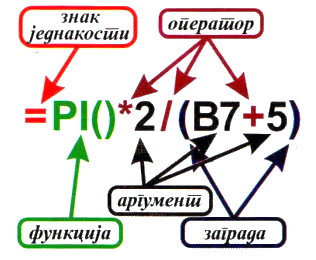 знак
једнакости
оператор
=PI()*2/(B7+5)
аргумент
функција
заграда